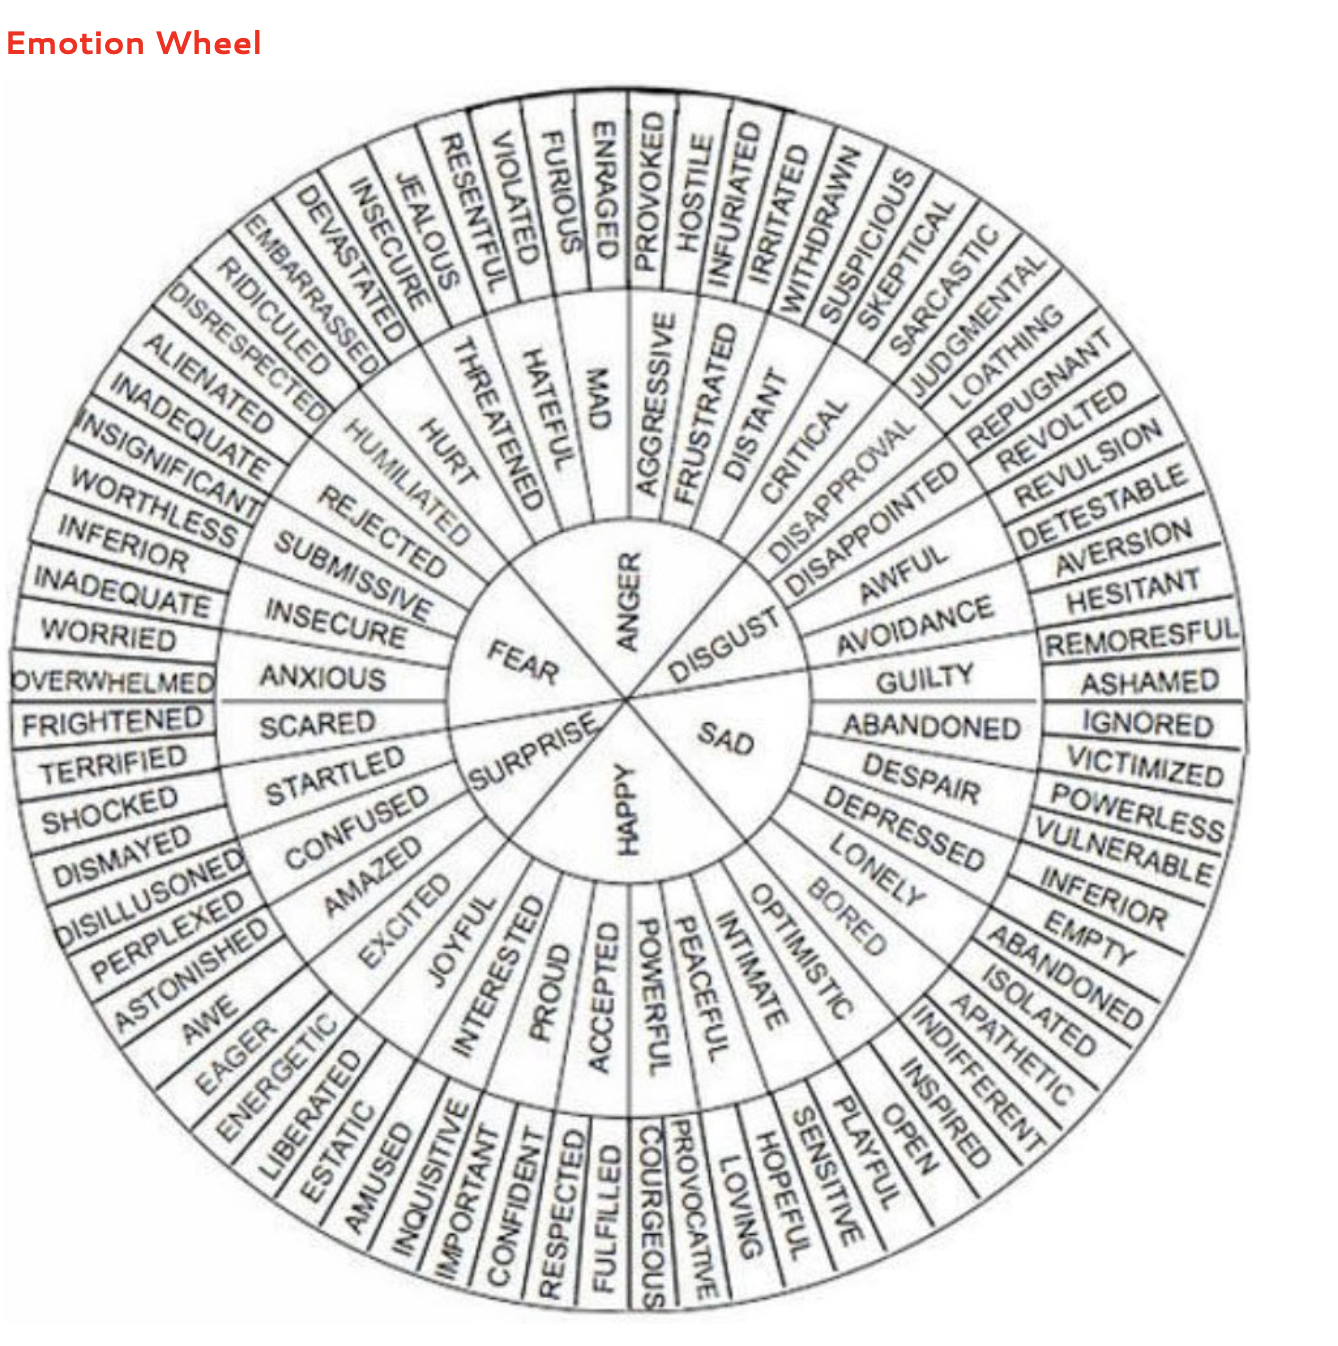 Emotion Wheel
ANGER
DISGUST
SAD
HAPPY
SURPRISE
FEAR
MAD
AGGRESSIVE
FRUSTRATED
DISTANT
CRITICAL
DISAPPROVAL
DISAPPOINTED
AWFUL
AVOIDANCE
GUILTY
ABANDONED
DESPAIR
DEPRESSED
LONELY
BORED
OPTIMISTIC
INTIMATE
PEACEFUL
POWERFUL
ACCEPTED
PROUD
INTERESTED
JOYFUL
EXCITED
AMAZED
CONFUSED
STARTLED
SCARED
ANXIOUS
INSECURE
SUBMISSIVE
REJECTED
HUMILIATED
HURT
THREATENED
HATEFUL
ENRAGED
PROVOKED
HOSTILE
INFURIATED
IRRITATED
WITHDRAWN
SUSPICIOUS
SKEPTICAL
SARCASTIC
JUDGMENTAL
LOATHING
REPUGNANT
REVOLTED
REVULSION
DETESTABLE
AVERSION
HESITANT
REMORESFUL
ASHAMED
IGNORED
VICTIMIZED
POWERLESS
VULNERABLE
INFERIOR
EMPTY
ABANDONED
ISOLATED
APATHETIC
INDIFFERENT
INSPIRED
OPEN
PLAYFUL
SENSITIVE
HOPEFUL
LOVING
PROVOCATIVE
COURGEOUS
FULFILLED
RESPECTED
CONFIDENT
IMPORTANT
INQUISITIVE
AMUSED
ESTATIC
LIBERATED
ENERGETIC
EAGER
AWE
ASTONISHED
PERPLEXED
DISILLUSONED
DISMAYED
SHOCKED
TERRIFIED
FRIGHTENED
OVERWHELMED
WORRIED
INADEQUATE
INFERIOR
WORTHLESS
INSIGNIFICANT
INADEQUATE
ALIENATED
DISRESPECTED
RIDICULED
EMBARRASSED
DEVASTATED
INSECURE
JEALOUS
RESENTFUL
VIOLATED
FURIOUS